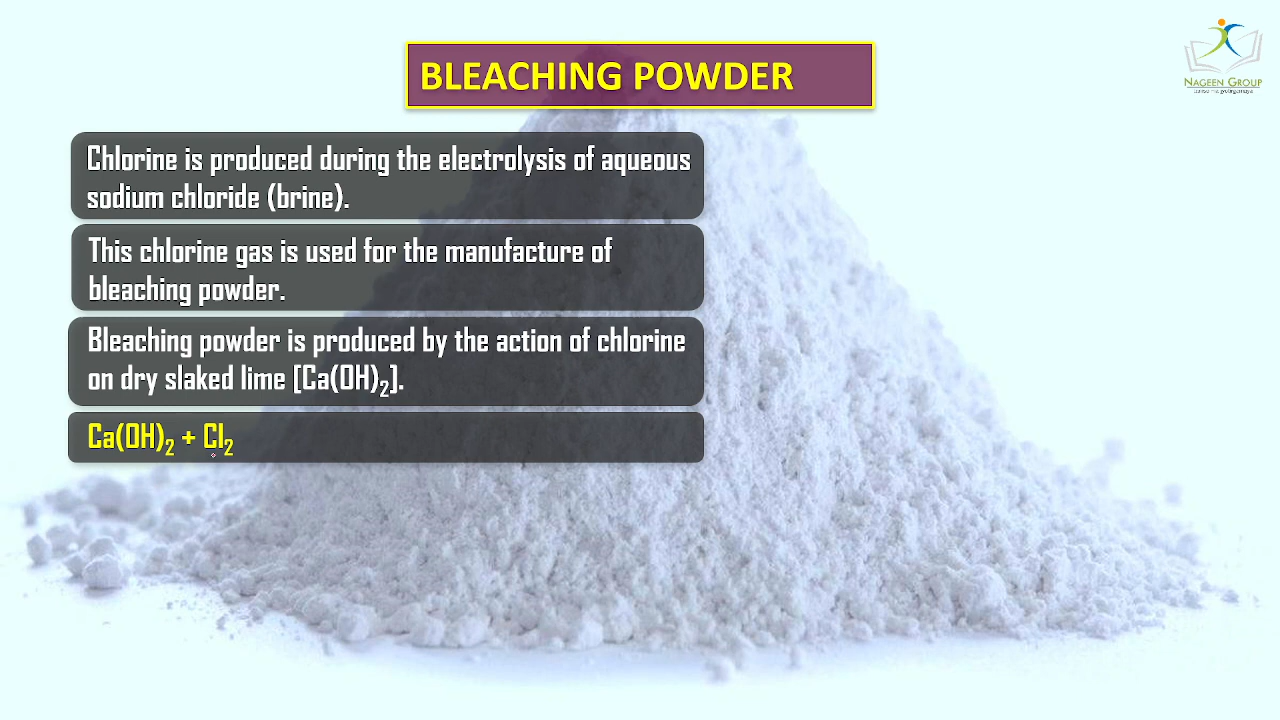 BLEACHING POWDER
NAGEEN GROUP
Chlorine is produced during the electrolysis of aqueous
sodium chloride (brine).
This chlorine gas is used for the manufacture of
bleaching powder.
Bleaching powder is produced by the action of chlorine
on dry slaked lime [Ca(OH)₂].
Ca(OH)₂ + Cl₂